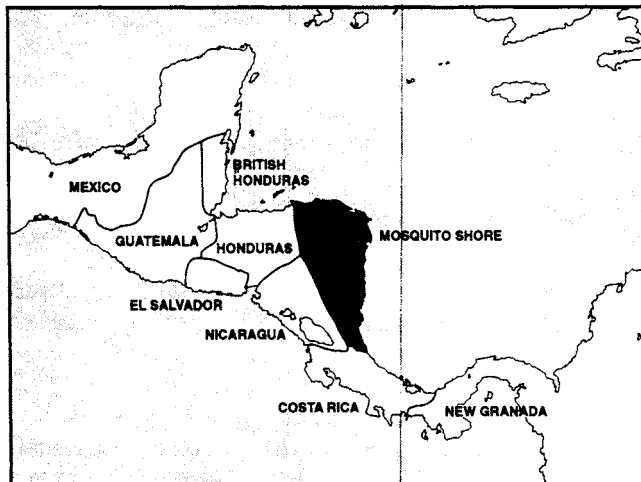 BRITISH
HONDURAS
MEXICO
GUATEMALA
HONDURAS
MOSQUITO SHORE
EL SALVADOR
NICARAGUA
COSTA RICA
NEW GRANADA